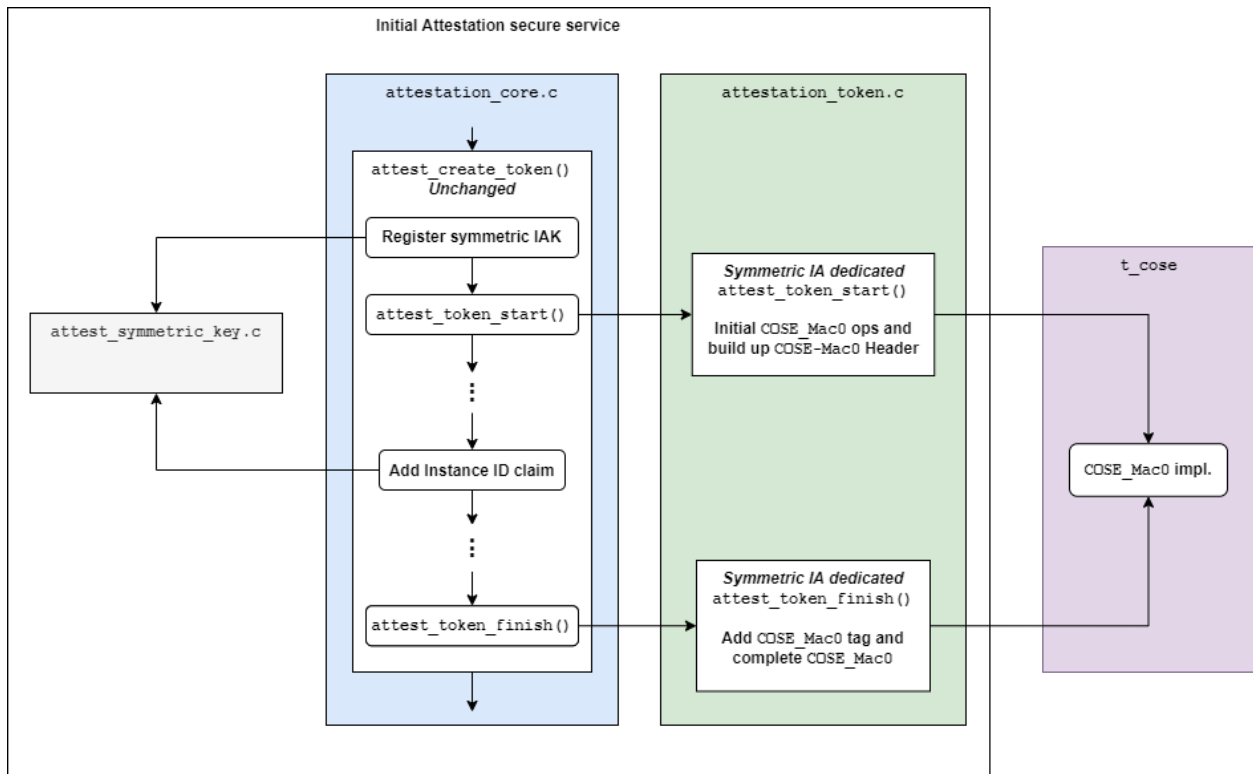 Initial Attestation secure service
attestation_core.c
attest_create_token()
Unchanged
Register symmetric IAK
attest_token_start()
⋮
Add Instance ID claim
⋮
attest_token_finish()
attest_symmetric_key.c
attestation_token.c
Symmetric IA dedicated
attest_token_start()
Initial COSE_Mac0 ops and
build up COSE-Mac0 Header
Symmetric IA dedicated
attest_token_finish()
Add COSE_Mac0 tag and
complete COSE_Mac0
t_cose
COSE_Mac0 impl.